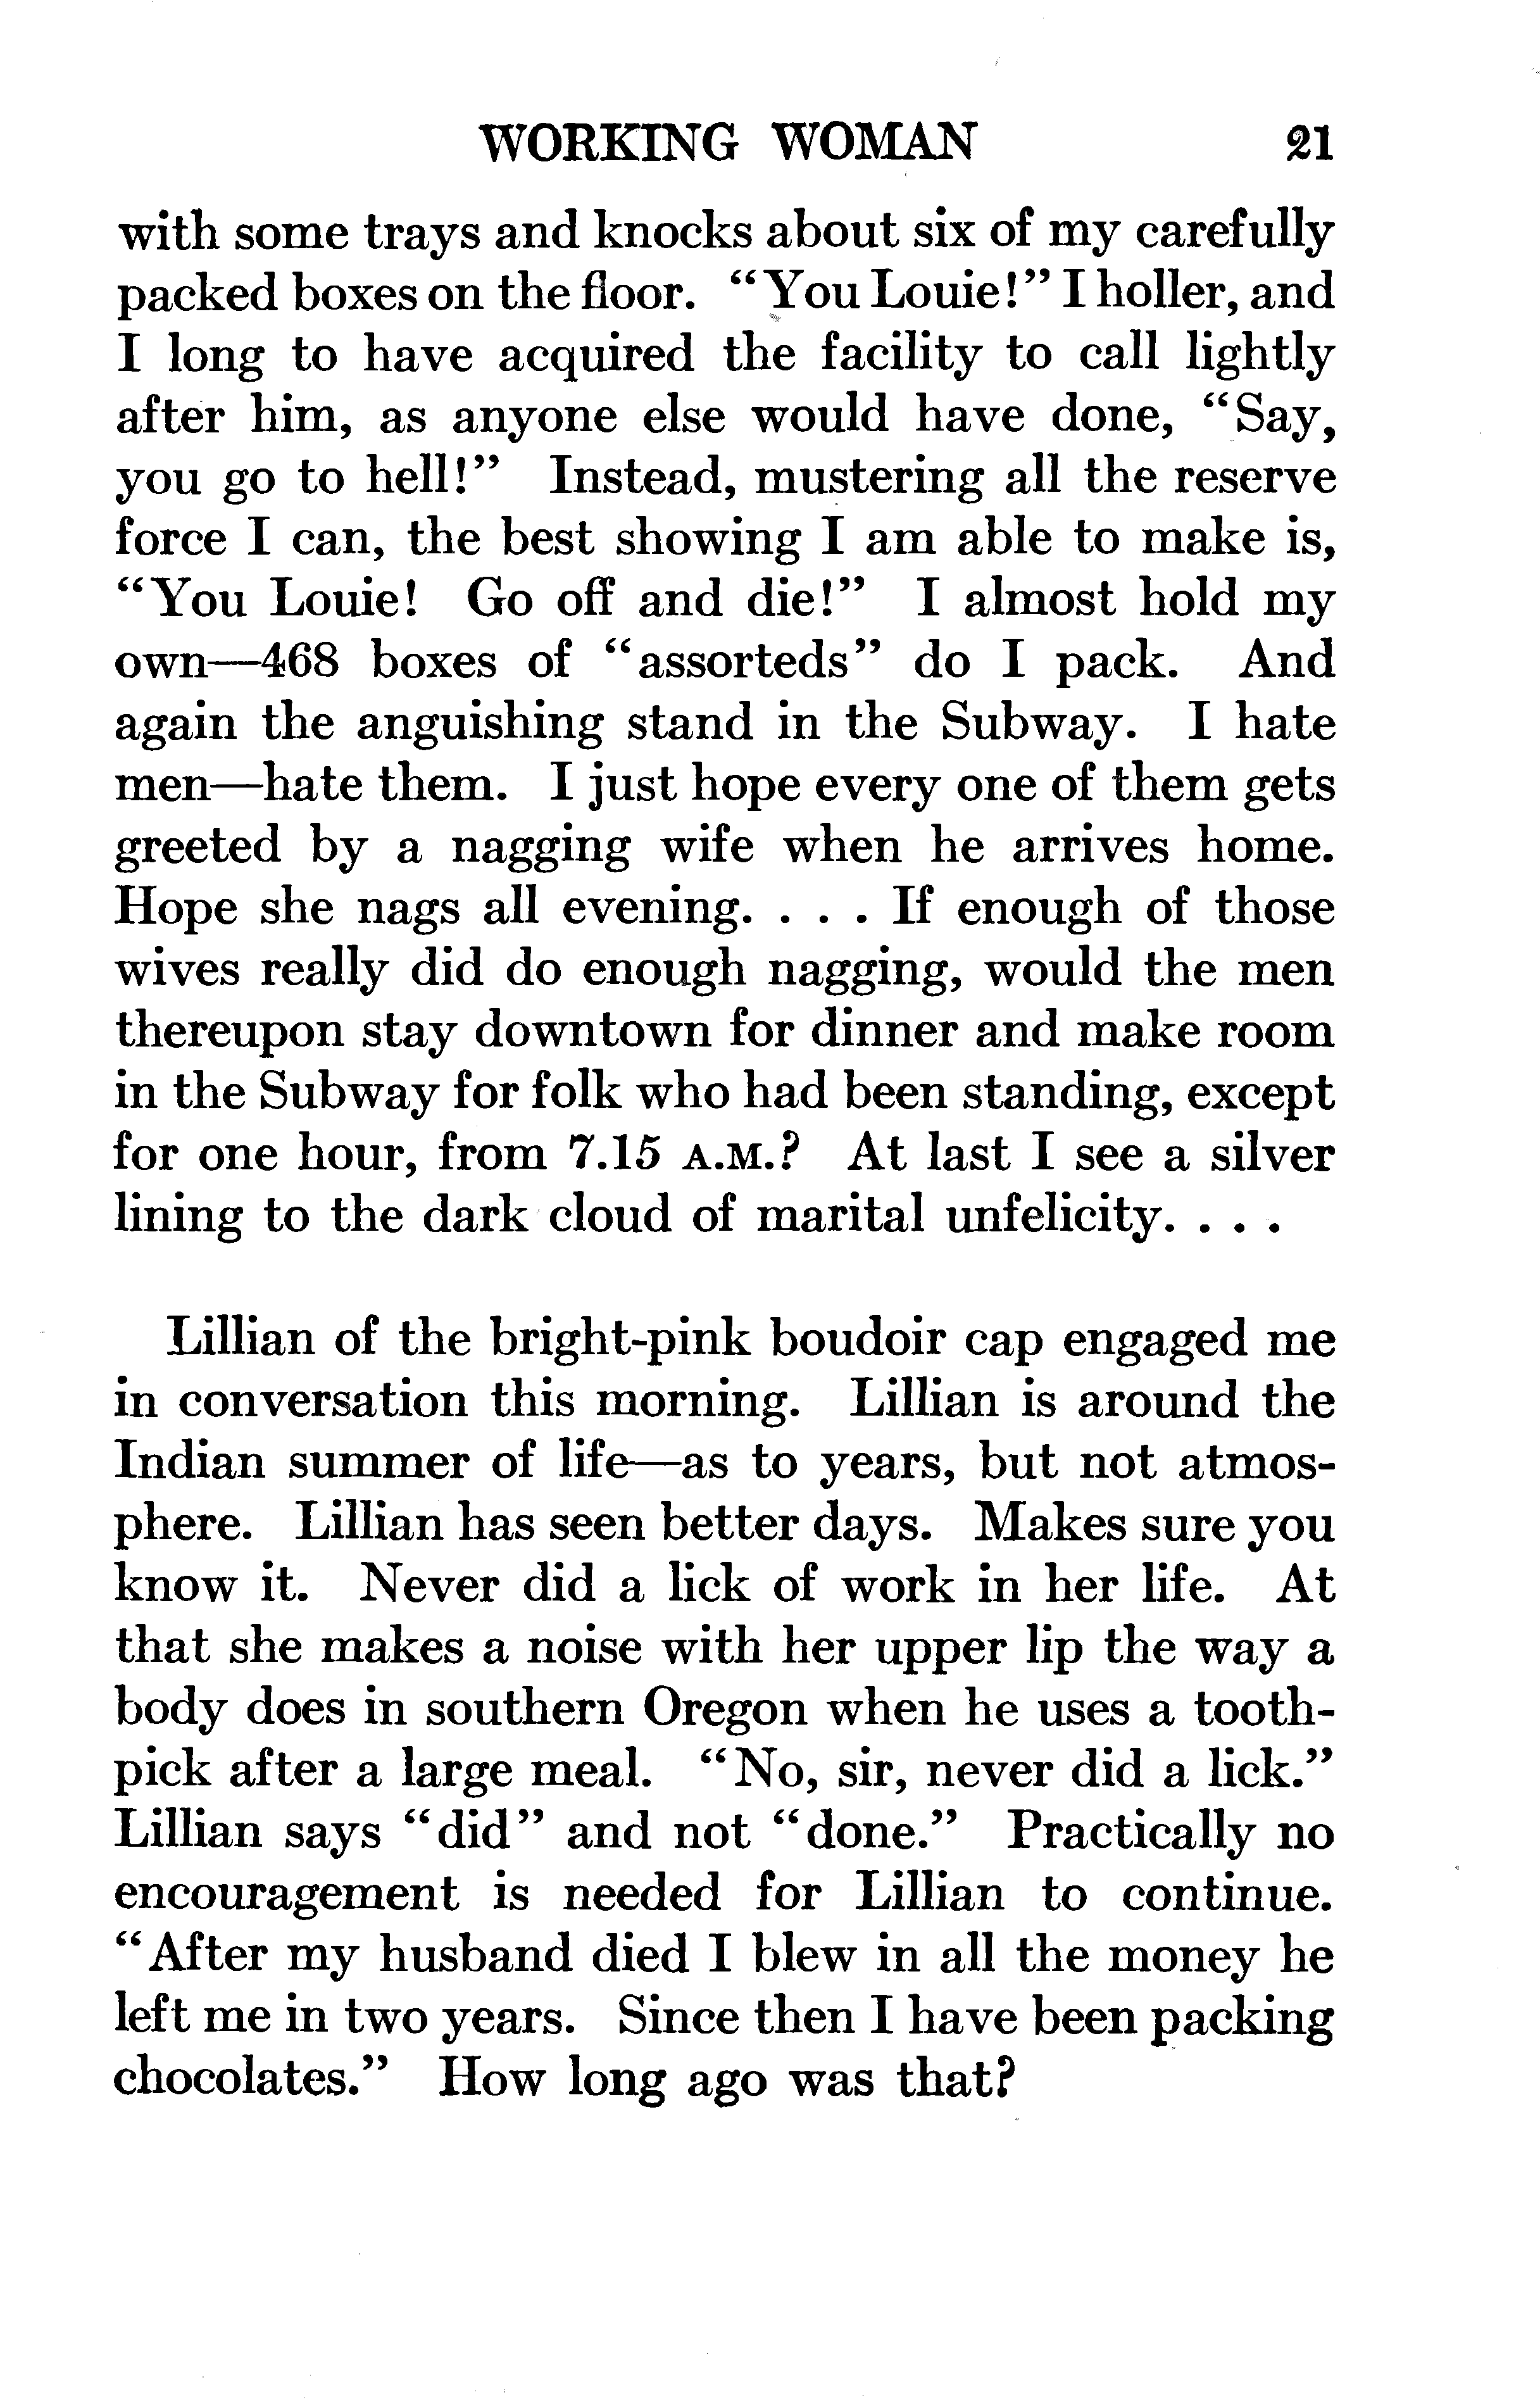 WORKING WOMAN 21
with some trays and knocks about six of my carefully
packed boxes on the floor. “You Louie!” I holler, and
I long to have acquired the facility to call lightly
after him, as anyone else would have done, “Say,
you go to hell!” Instead, mustering all the reserve
force I can, the best showing I am able to make is,
“You Louie! Go off and die!” I almost hold my
own—468 boxes of “assorteds” do I pack. And
again the anguishing stand in the Subway. I hate
men—hate them. I just hope every one of them gets
greeted by a nagging wife when he arrives home.
Hope she nags all evening. . . . If enough of those
wives really did do enough nagging, would the men
thereupon stay downtown for dinner and make room
in the Subway for folk who had been standing, except
for one hour, from 7.15 A.M.? At last I see a silver
lining to the dark cloud of marital unfelicity. . . .
Lillian of the bright-pink boudoir cap engaged me
in conversation this morning. Lillian is around the
Indian summer of life—as to years, but not atmos-
phere. Lillian has seen better days. Makes sure you
know it. Never did a lick of work in her life. At
that she makes a noise with her upper lip the way a
body does in southern Oregon when he uses a tooth-
pick after a large meal. “No, sir, never did a lick.”
Lillian says “did” and not “done.” Practically no
encouragement is needed for Lillian to continue.
“After my husband died I blew in all the money he
left me in two years. Since then I have been packing
chocolates.” How long ago was that?